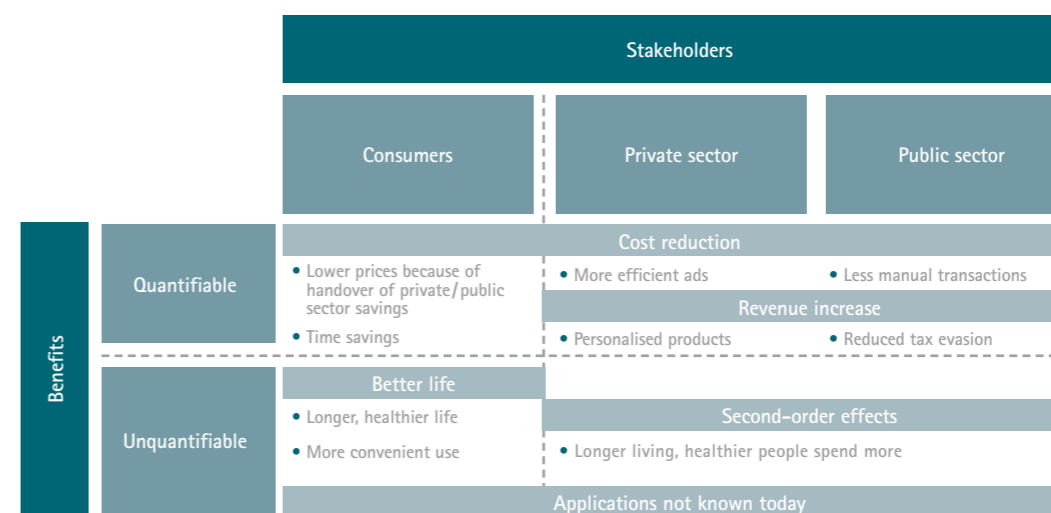 Stakeholders
Consumers
Private sector
Public sector
Benefits
Quantifiable
Cost reduction
• Lower prices because of
handover of private/public
sector savings
• Time savings
• More efficient ads
• Less manual transactions
Revenue increase
• Personalised products
• Reduced tax evasion
Unquantifiable
Better life
• Longer, healthier life
• More convenient use
Second-order effects
• Longer living, healthier people spend more
Applications not known today